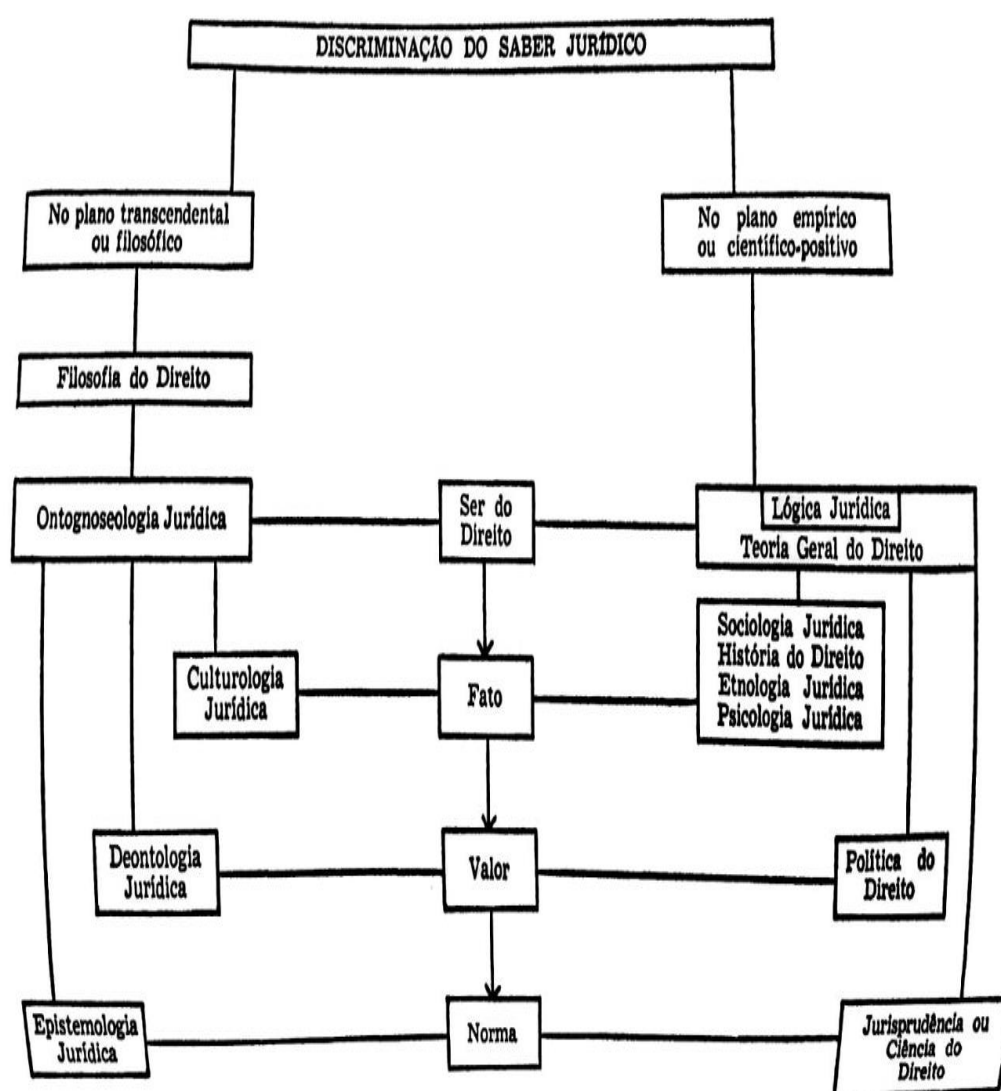 DISCRIMINAÇÃO DO SABER JURÍDICO
No plano transcendental
ou filosófico
No plano empírico
ou científico-positivo
Filosofia do Direito
Ontognoseologia Jurídica
Ser do
Direito
Lógica Jurídica
Teoria Geral do Direito
Sociologia Jurídica
História do Direito
Etnologia Jurídica
Psicologia Jurídica
Culturologia
Jurídica
Fato
Deontologia
Jurídica
Valor
Política do
Direito
Epistemologia
Jurídica
Norma
Jurisprudência ou
Ciência do
Direito